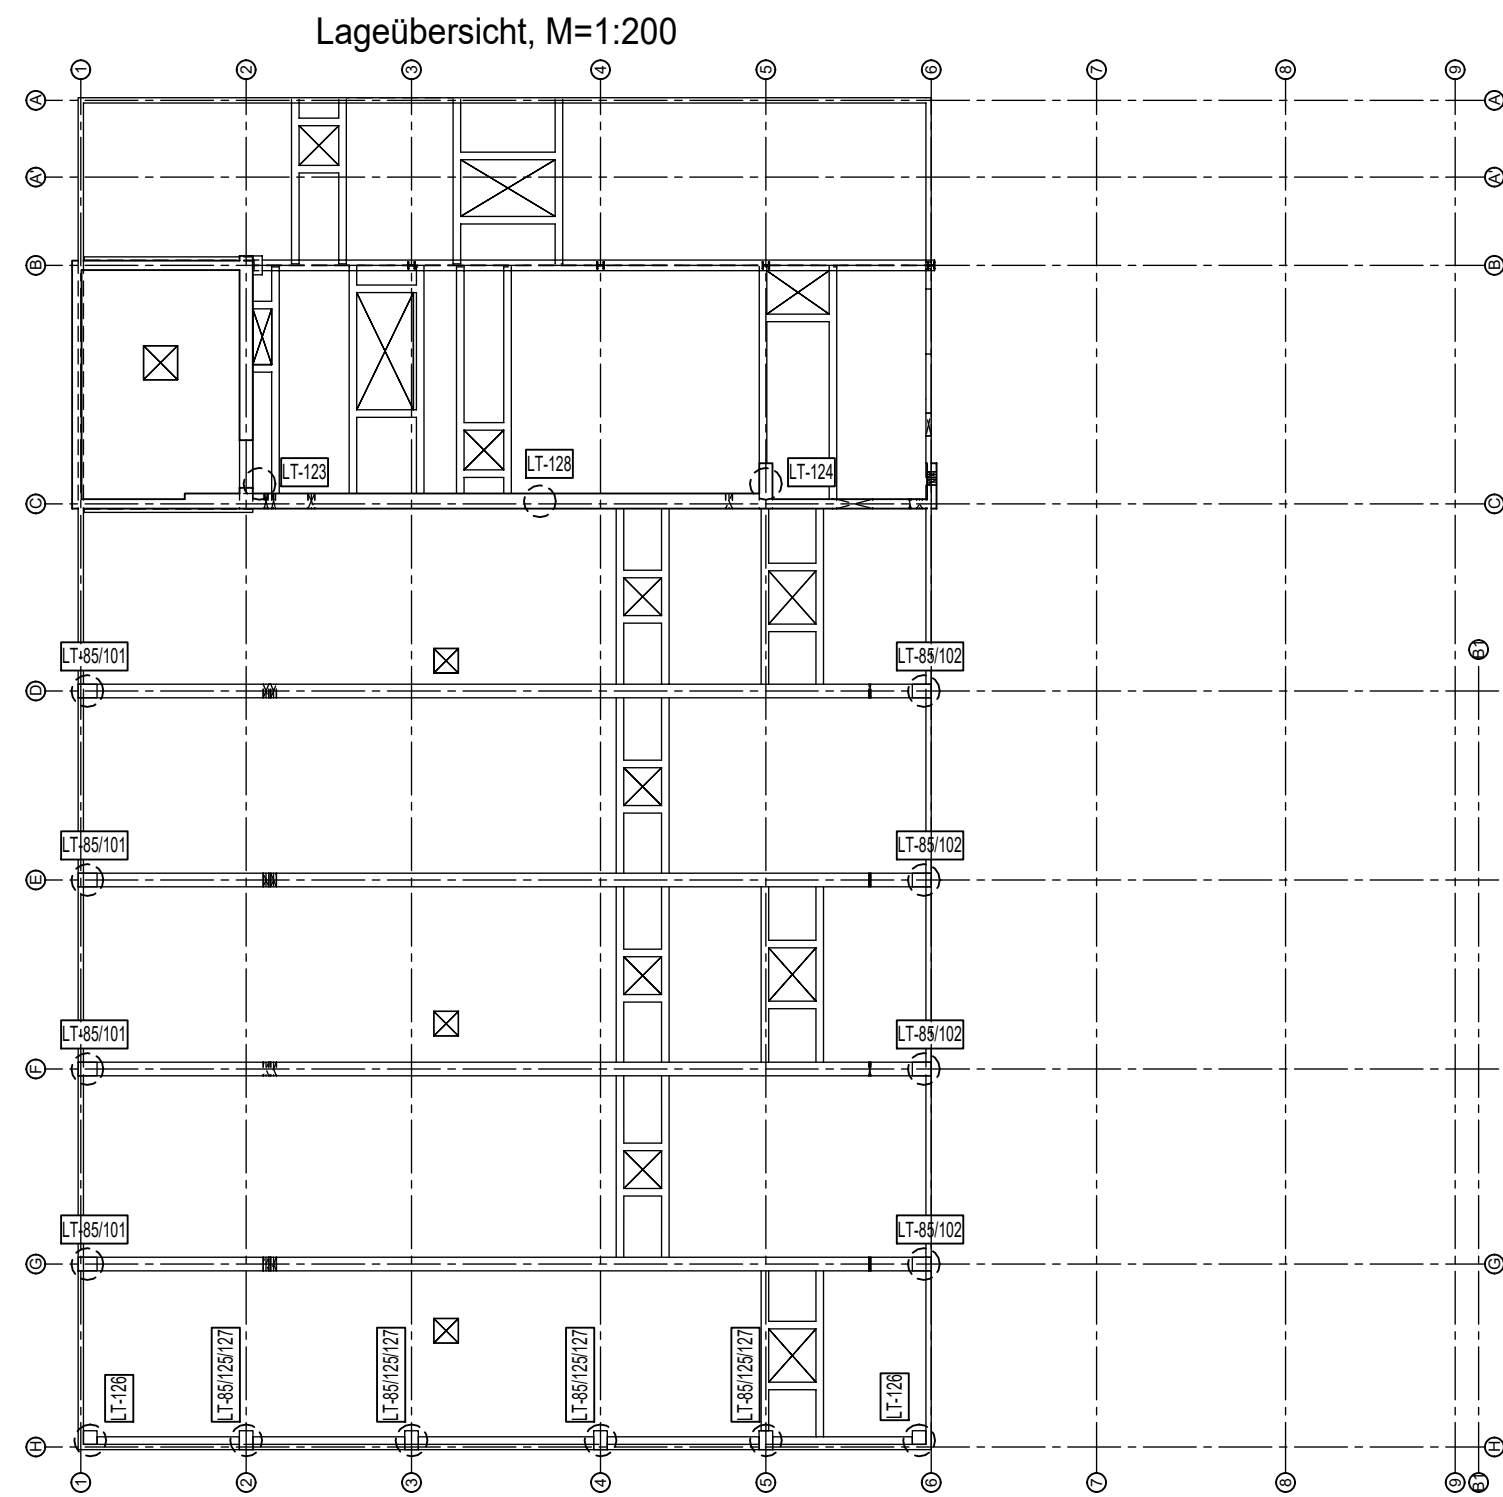 Lageübersicht, M=1:200
1 2 3 4 5 6 7 8 9
A A
A' A'
B B
LT-123 LT-128 LT-124
C C
B1
LT-85/101 LT-85/102
D
LT-85/101 LT-85/102
E
LT-85/101 LT-85/102
F
LT-85/101 LT-85/102
G G
LT-126 LT-85/125/127 LT-85/125/127 LT-85/125/127 LT-85/125/127 LT-126
H H
1 2 3 4 5 6 7 8 9 B1